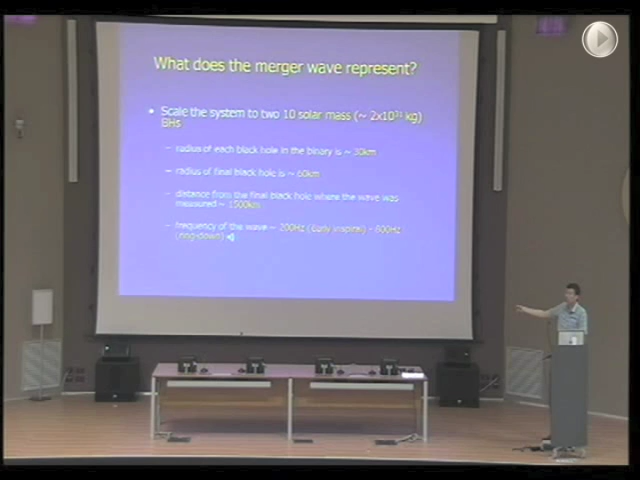 What does the merger wave represent?
• Scale the system to two 10 solar mass (~ 2x10³¹ kg)
BHs
– radius of each black hole in the binary is ~ 30km
– radius of final black hole is ~ 60km
– distance from the final black hole where the wave was
measured ~ 1500km
– frequency of the wave ~ 200Hz (early inspiral) - 800Hz
(ring-down)